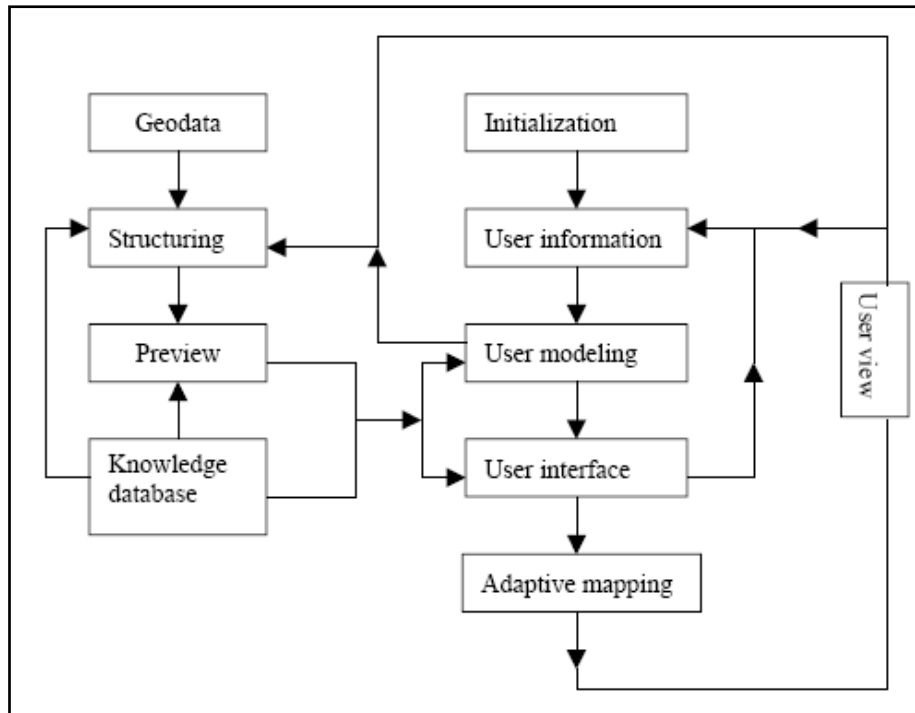 Geodata
Initialization
Structuring
User information
User view
Preview
User modeling
Knowledge
database
User interface
Adaptive mapping